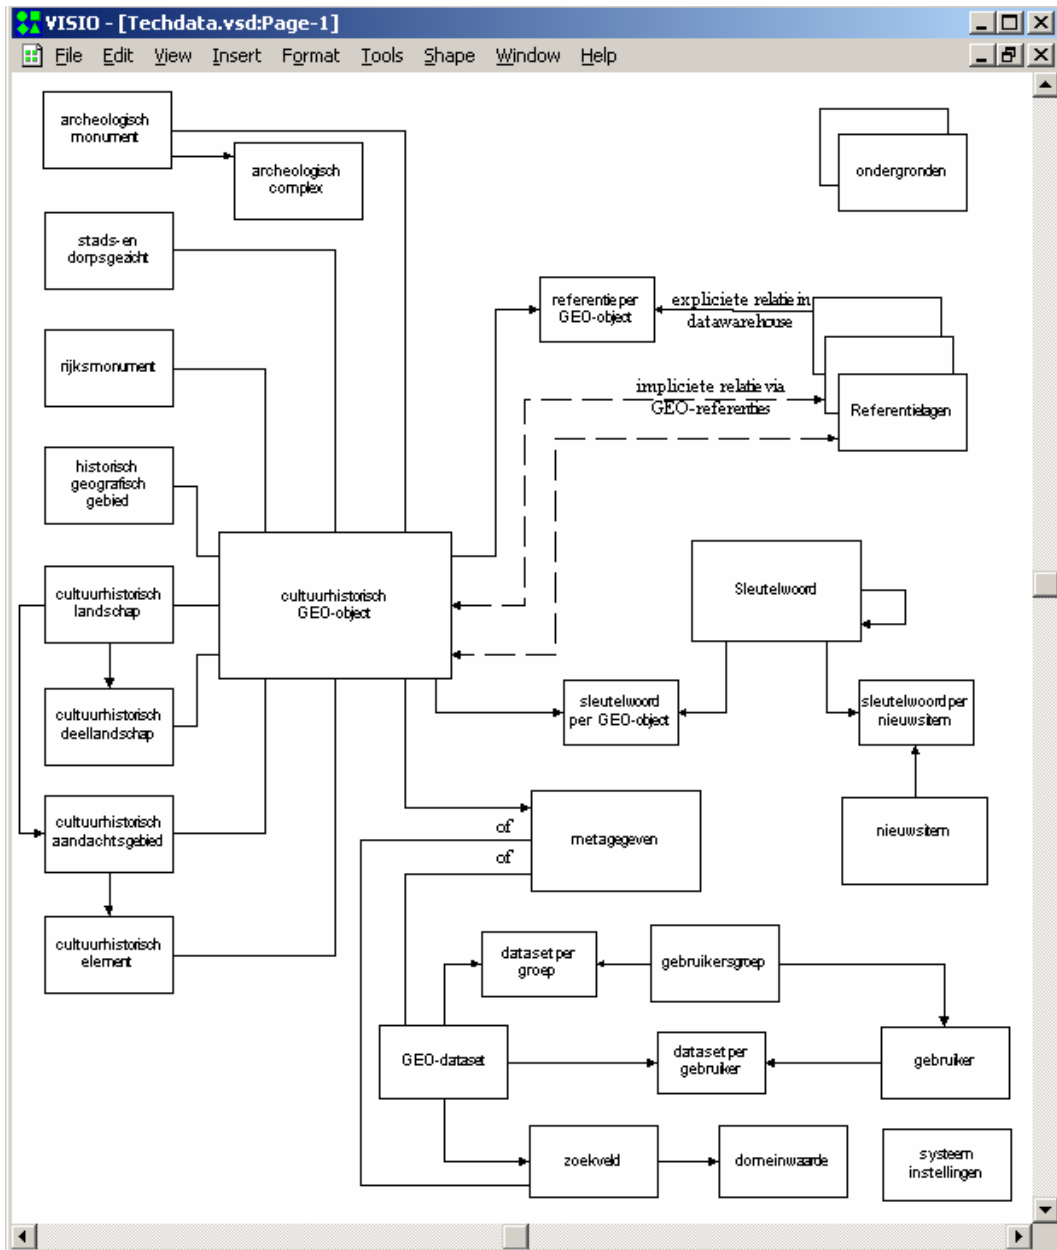 VISIO - [Techdata.vsd:Page-1]
File Edit View Insert Format Tools Shape Window Help
archeologisch
monument
archeologisch
complex
ondergronden
stads- en
dorpsgezicht
referentie per
GEO-object
expliciete relatie in
datawarehouse
rijksmonument
impliciete relatie via
GEO-referenties
Referentielagen
historisch
geografisch
gebied
cultuurhistorisch
GEO-object
Sleutelwoord
cultuurhistorisch
landschap
cultuurhistorisch
deellandschap
sleutelwoord
per GEO-object
sleutelwoord per
nieuwsitem
cultuurhistorisch
aandachtsgebied
of
of
metagegeven
nieuwsitem
cultuurhistorisch
element
dataset per
groep
gebruikersgroep
GEO-dataset
dataset per
gebruiker
gebruiker
zoekveld
domeinwaarde
systeem
instellingen